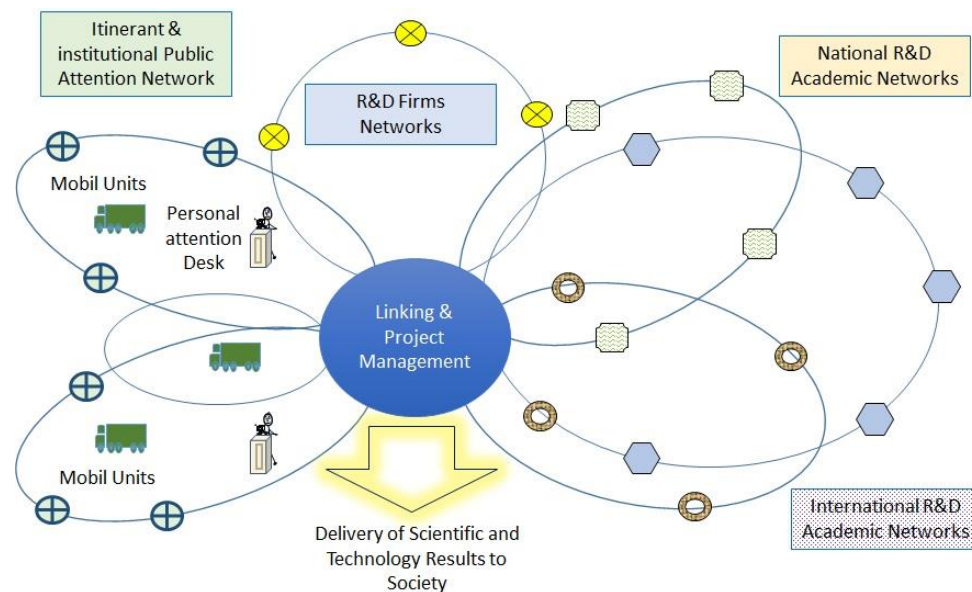 Itinerant &
institutional Public
Attention Network
R&D Firms
Networks
National R&D
Academic Networks
Mobil Units
Personal
attention
Desk
Linking &
Project
Management
Mobil Units
Delivery of Scientific and
Technology Results to
Society
International R&D
Academic Networks